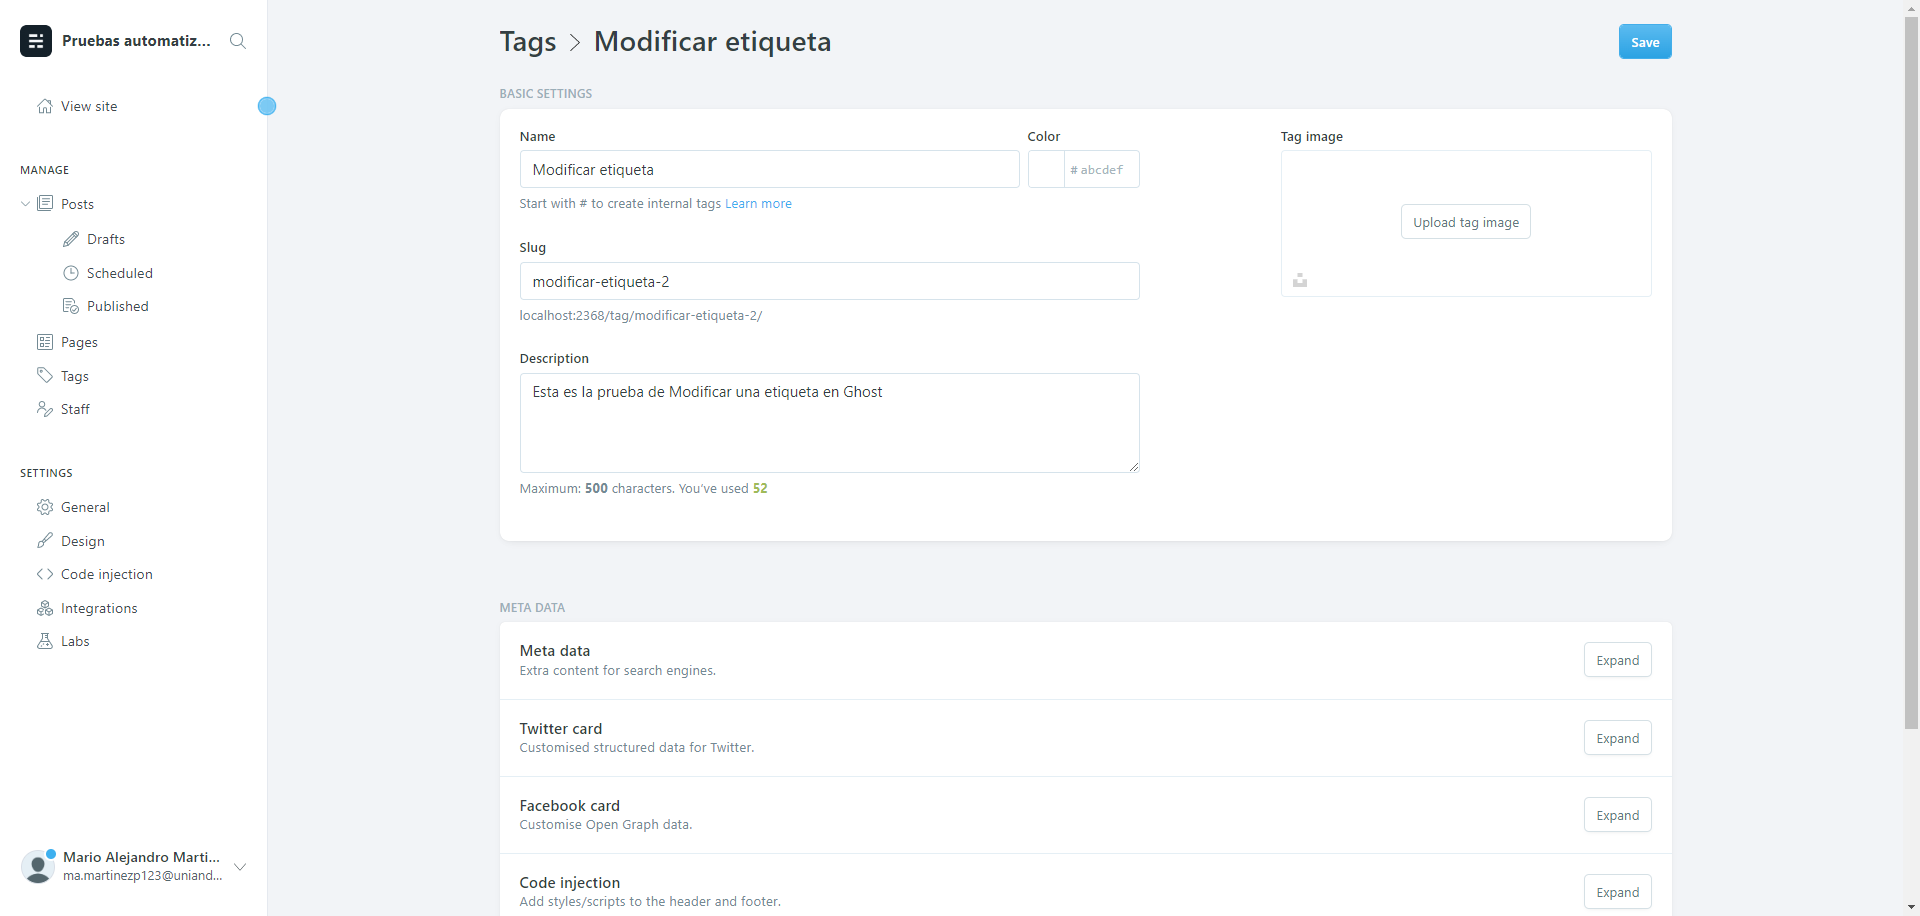 Pruebas automatiz...
View site
MANAGE
Posts
Drafts
Scheduled
Published
Pages
Tags
Staff
SETTINGS
General
Design
Code injection
Integrations
Labs
Mario Alejandro Marti...
ma.martinezp123@uniand...
Tags > Modificar etiqueta
Save
BASIC SETTINGS
Name
Modificar etiqueta
Start with # to create internal tags Learn more
Color
# abcdef
Slug
modificar-etiqueta-2
localhost:2368/tag/modificar-etiqueta-2/
Description
Esta es la prueba de Modificar una etiqueta en Ghost
Maximum: 500 characters. You’ve used 52
Tag image
Upload tag image
META DATA
Meta data
Extra content for search engines.
Expand
Twitter card
Customised structured data for Twitter.
Expand
Facebook card
Customise Open Graph data.
Expand
Code injection
Add styles/scripts to the header and footer.
Expand